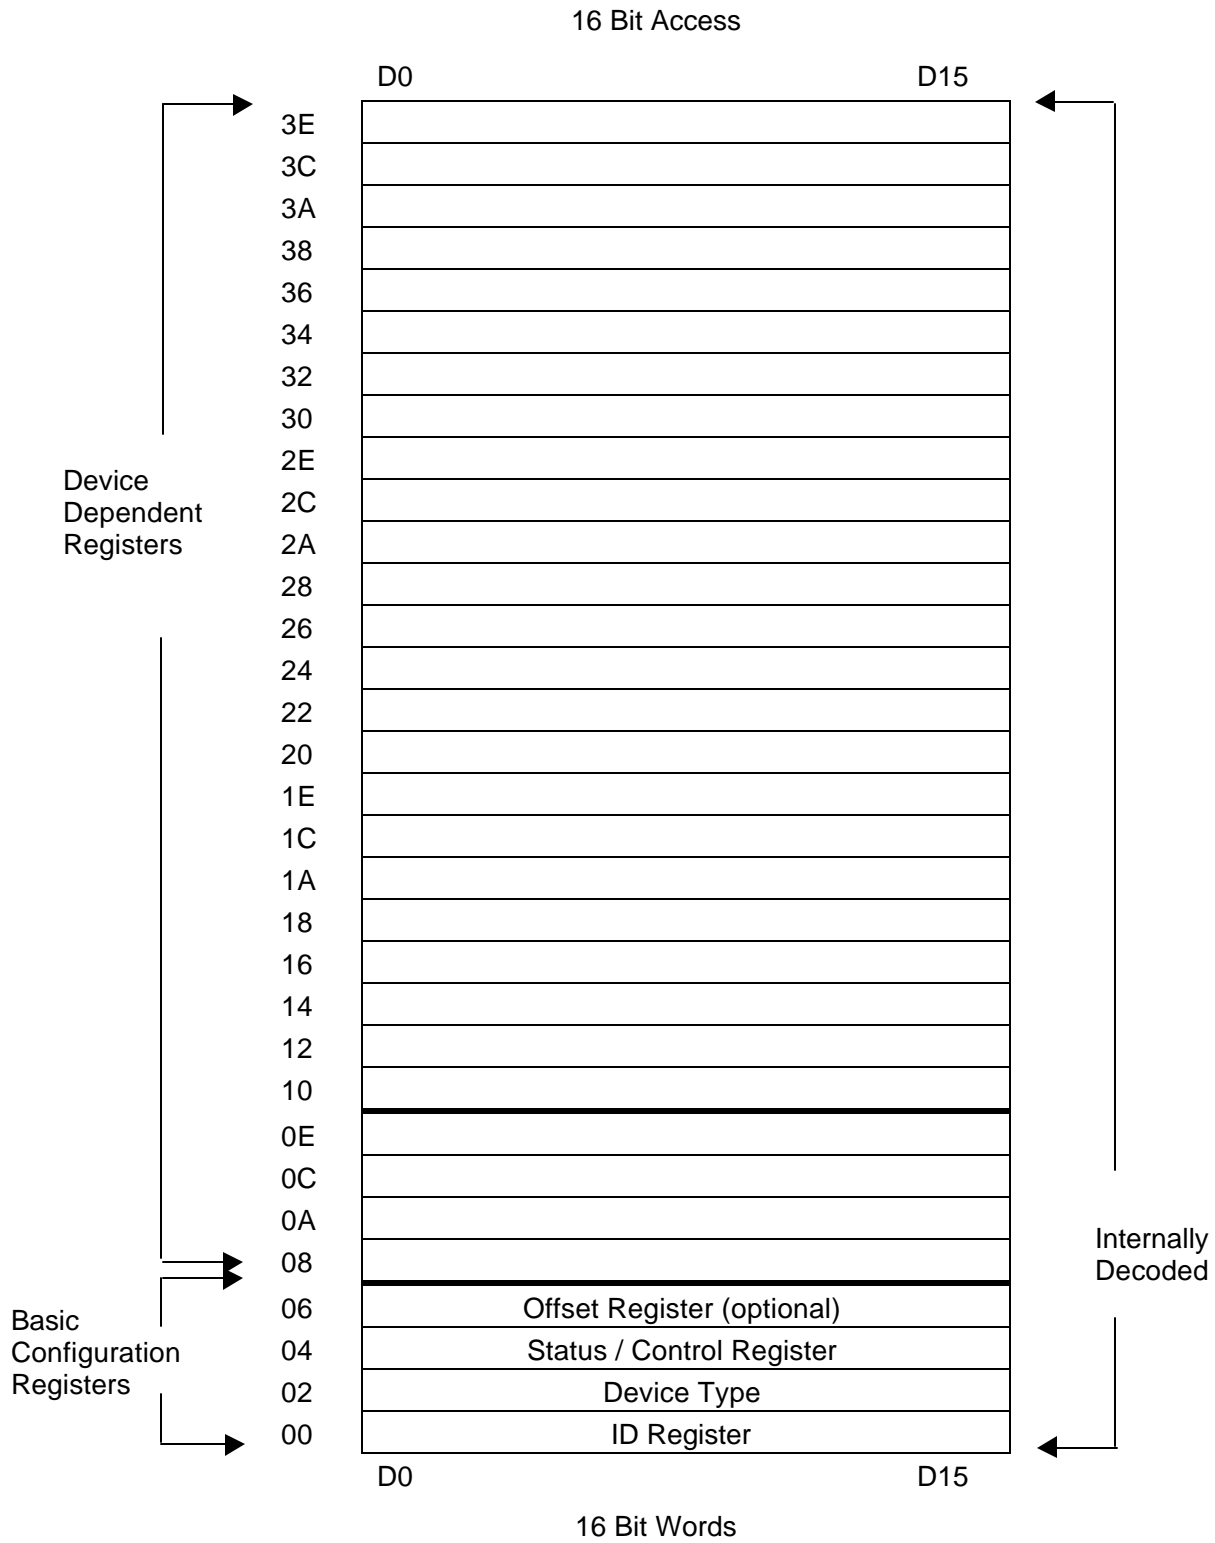 16 Bit Access
D0 D15
3E
3C
3A
38
36
34
32
30
2E
2C
2A
28
26
24
22
20
1E
1C
1A
18
16
14
12
10
0E
0C
0A
08
06 Offset Register (optional)
04 Status / Control Register
02 Device Type
00 ID Register
D0 D15
16 Bit Words
Device
Dependent
Registers
Basic
Configuration
Registers
Internally
Decoded